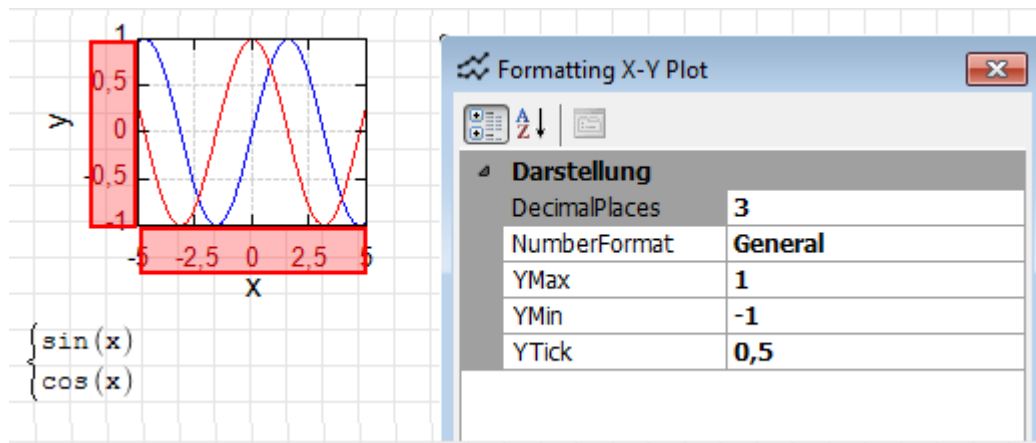 1
0,5
y
0
-0,5
-1
-5 -2,5 0 2,5 5
x
sin(x)
cos(x)
Formatting X-Y Plot
A
Z
Darstellung
DecimalPlaces 3
NumberFormat General
YMax 1
YMin -1
YTick 0,5